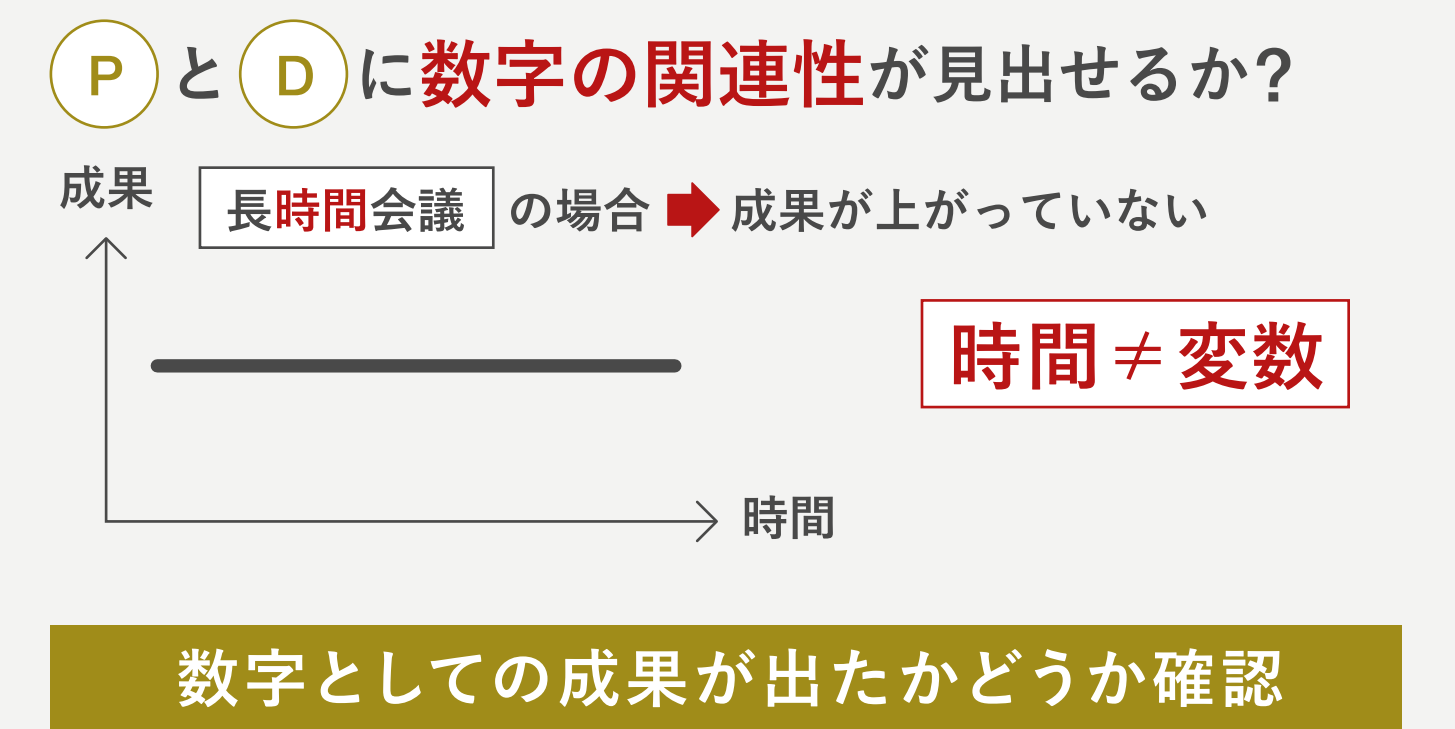 PとDに数字の関連性が見出せるか?
成果
長時間会議の場合 成果が上がっていない
時間≠変数
時間
数字としての成果が出たかどうか確認